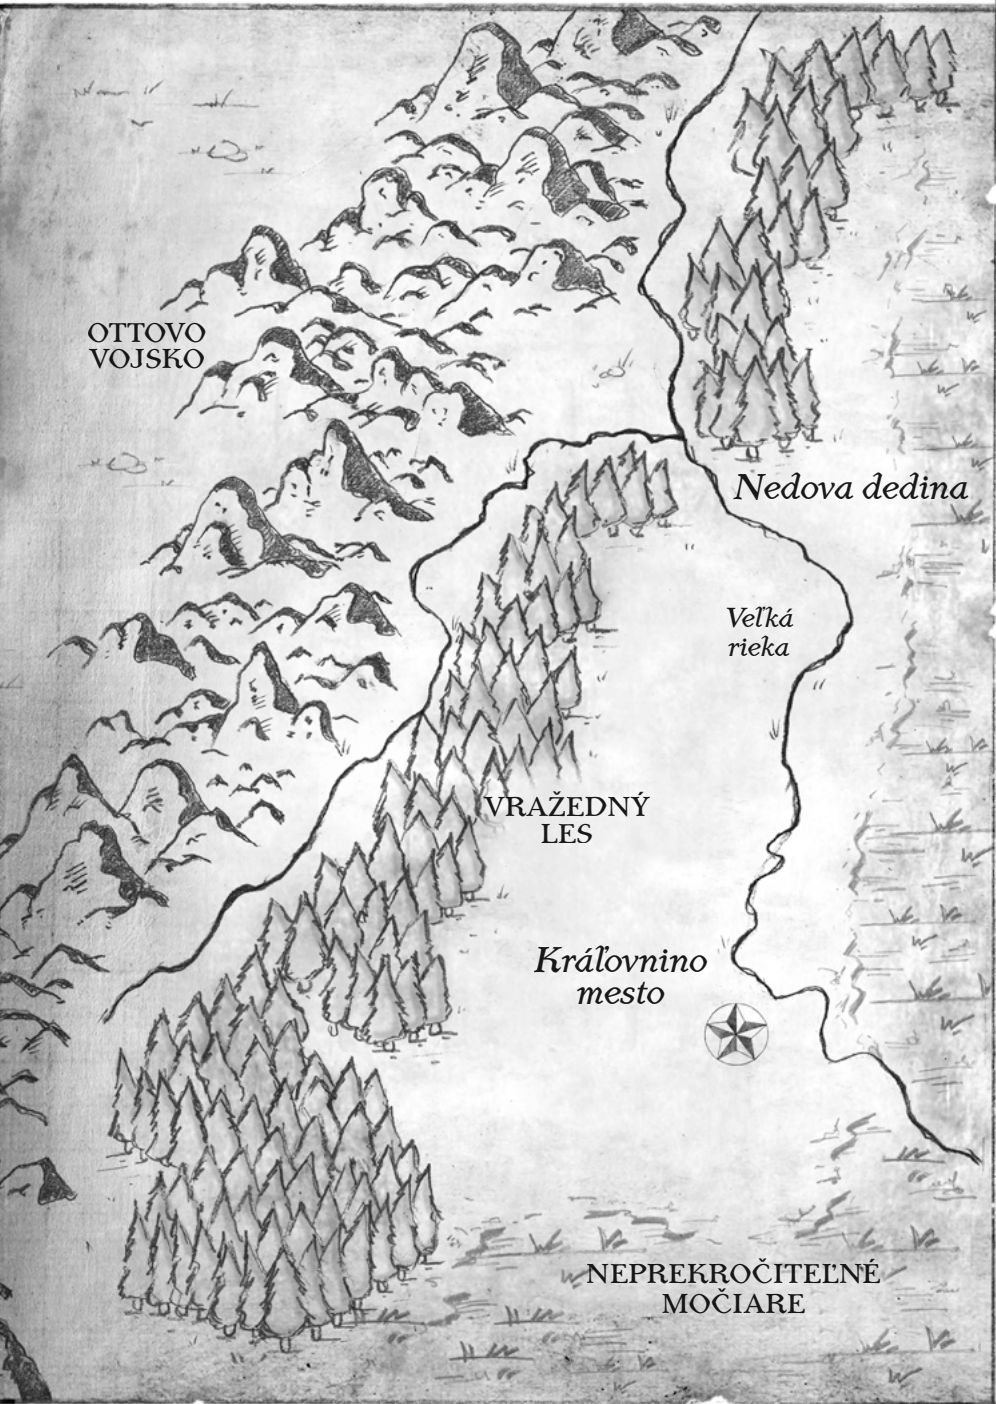 OTTOVO
VOJSKO
Nedova dedina
Veľká
rieka
VRAŽEDNÝ
LES
Kráľovnino
mesto
NEPREKROČITEĽNÉ
MOČIARE